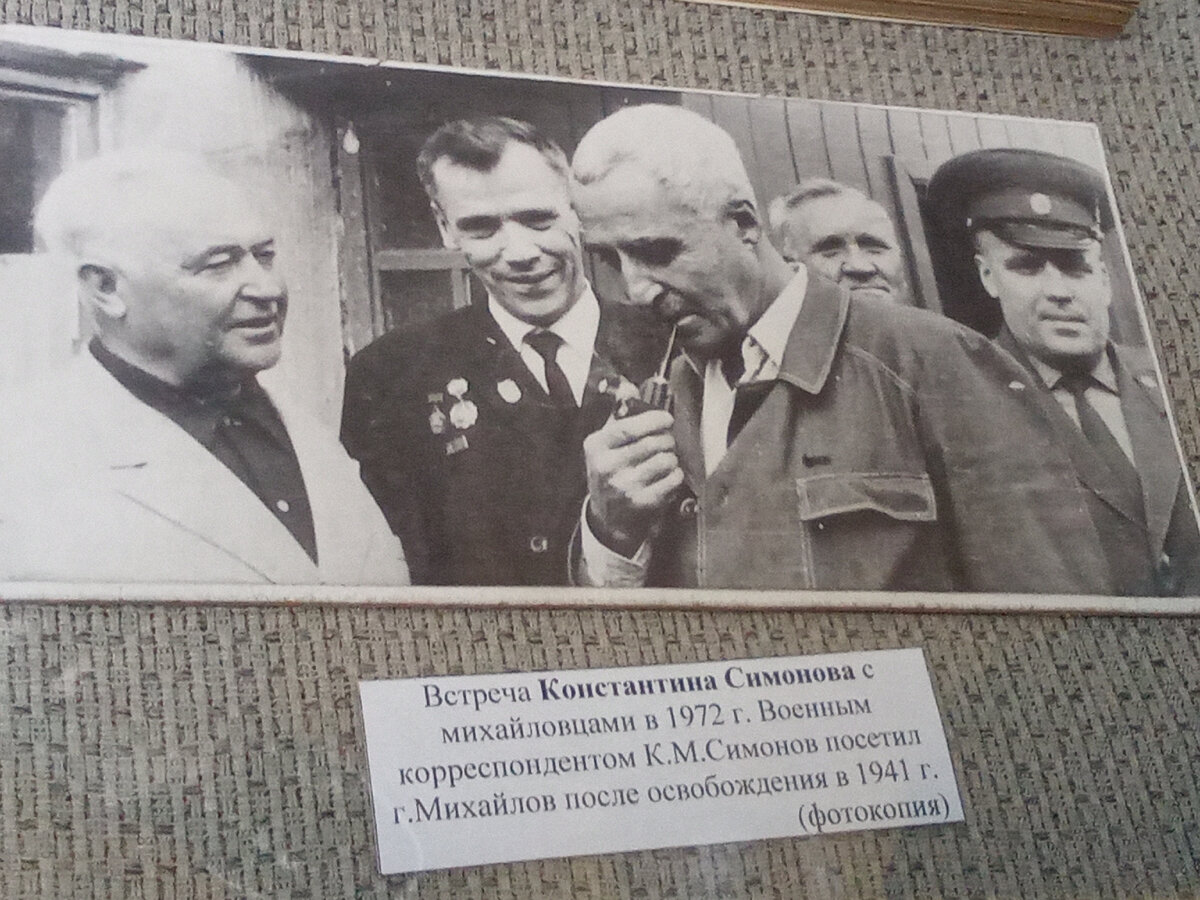 Встреча Константина Симонова с
михайловцами в 1972 г. Военным
корреспондентом К.М.Симонов посетил
г.Михайлов после освобождения в 1941 г.
(фотокопия)